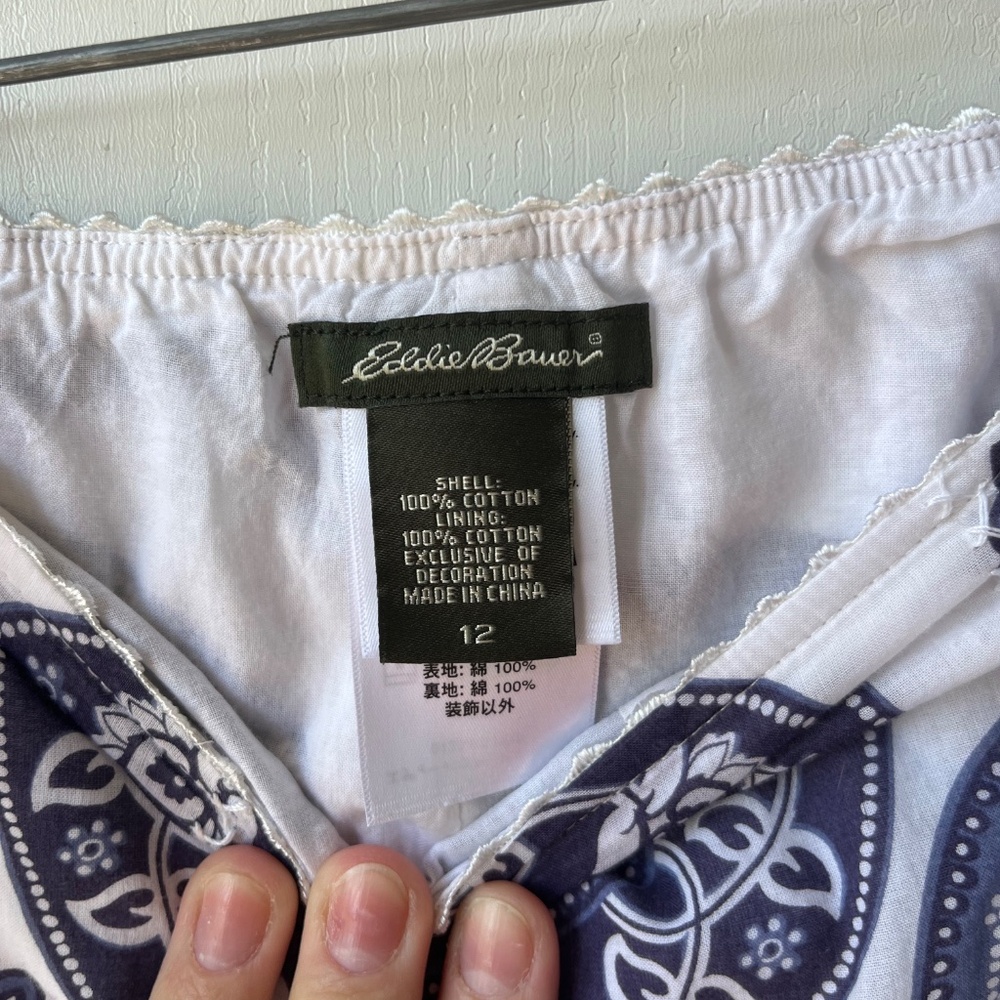 Eddie Bauer®
SHELL:
100% COTTON
LINING:
100% COTTON
EXCLUSIVE OF
DECORATION
MADE IN CHINA
12
表地: 綿 100%
裏地: 綿 100%
装飾以外